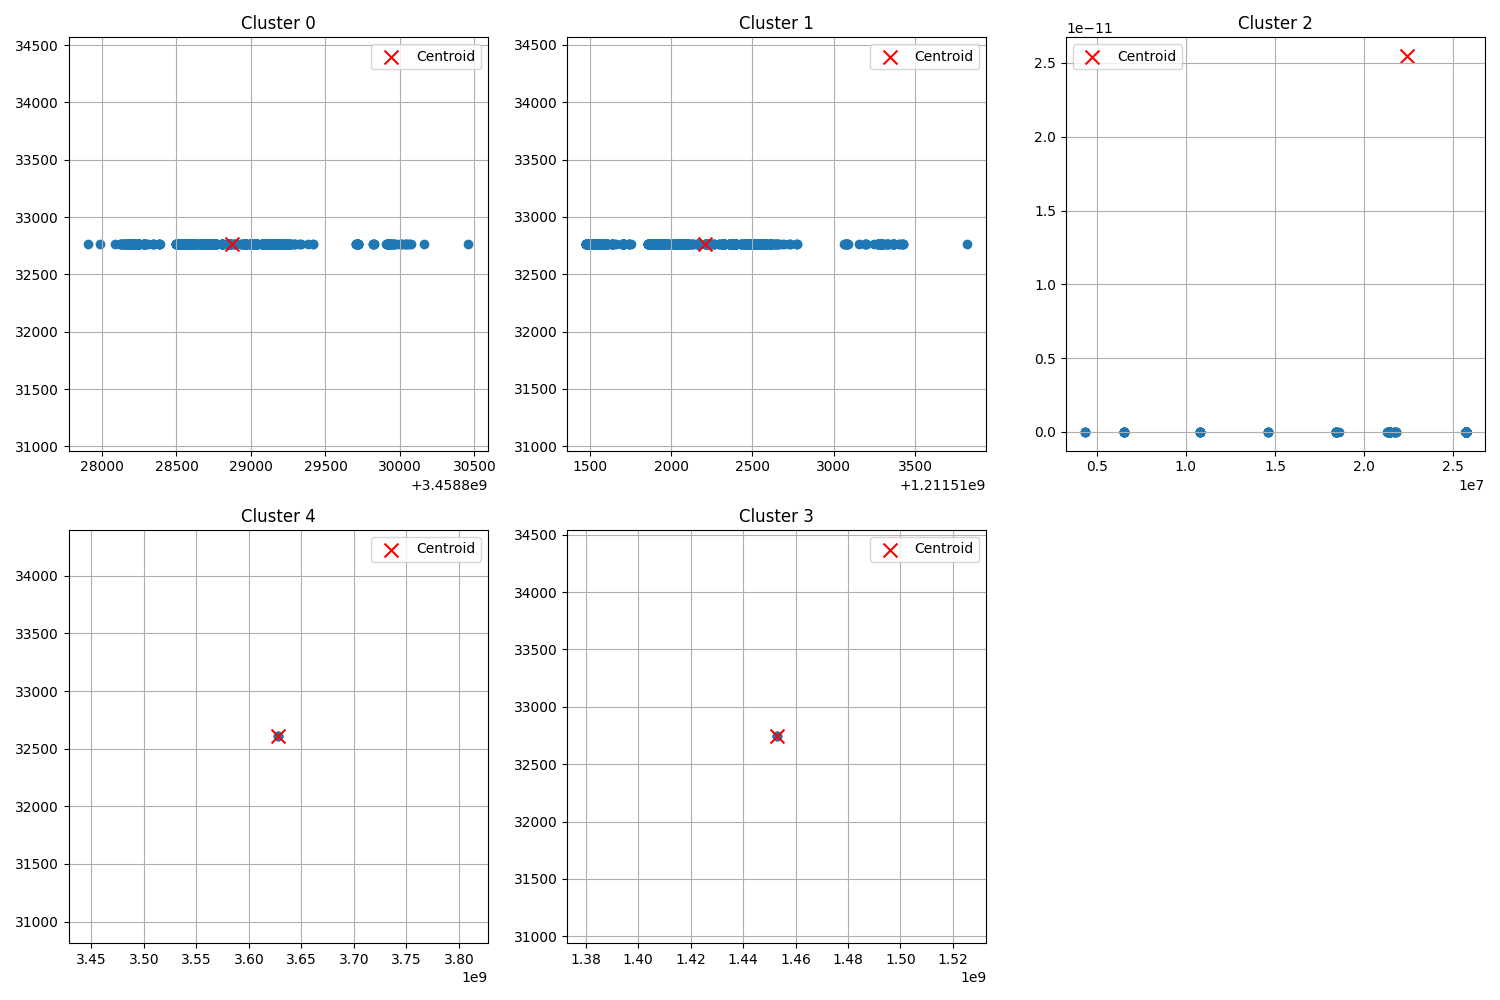 Cluster 0
34500
34000
33500
33000
32500
32000
31500
31000
28000 28500 29000 29500 30000 30500
+3.4588e9
Centroid
Cluster 1
34500
34000
33500
33000
32500
32000
31500
31000
1500 2000 2500 3000 3500
+1.21151e9
Centroid
Cluster 2
1e−11
2.5
2.0
1.5
1.0
0.5
0.0
0.5 1.0 1.5 2.0 2.5
1e7
Centroid
Cluster 4
34000
33500
33000
32500
32000
31500
31000
3.45 3.50 3.55 3.60 3.65 3.70 3.75 3.80
1e9
Centroid
Cluster 3
34500
34000
33500
33000
32500
32000
31500
31000
1.38 1.40 1.42 1.44 1.46 1.48 1.50 1.52
1e9
Centroid